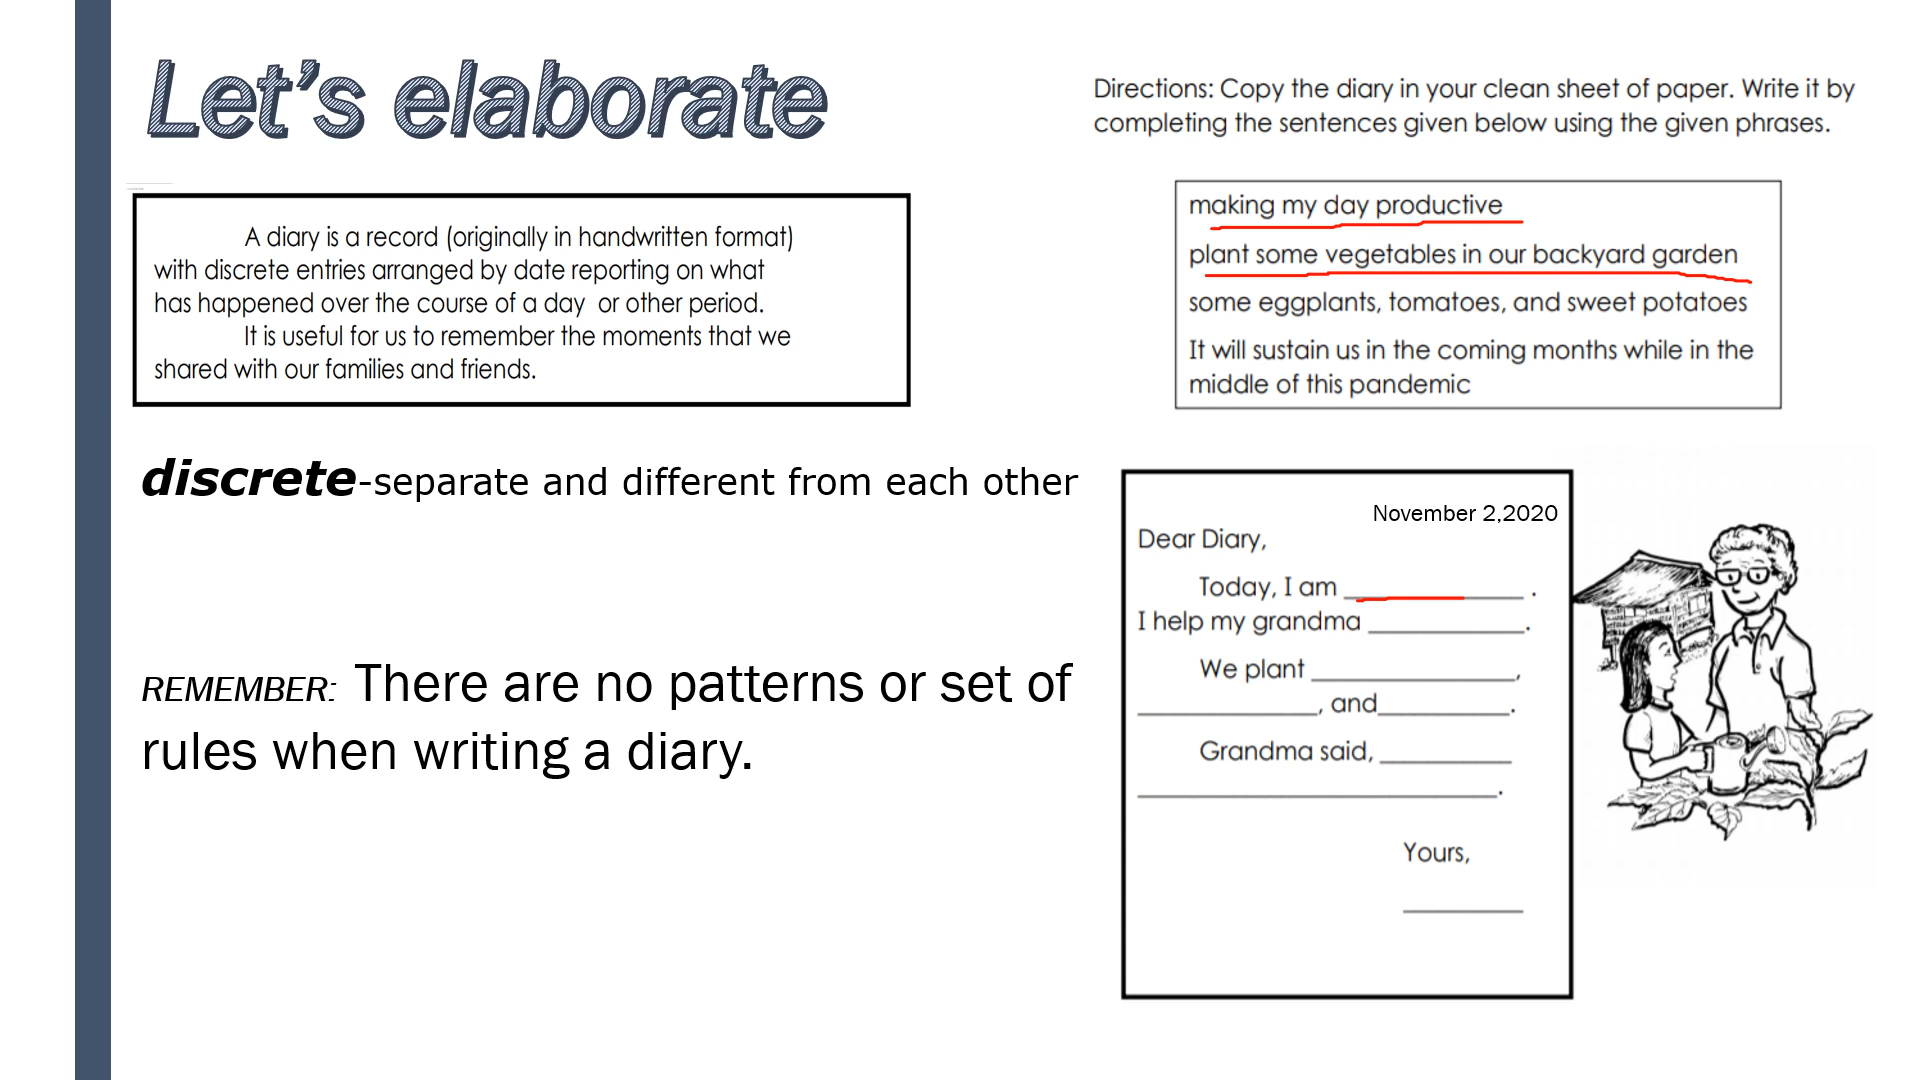 Let's elaborate
A diary is a record (originally in handwritten format)
with discrete entries arranged by date reporting on what
has happened over the course of a day or other period.
It is useful for us to remember the moments that we
shared with our families and friends.
discrete-separate and different from each other
REMEMBER: There are no patterns or set of
rules when writing a diary.
Directions: Copy the diary in your clean sheet of paper. Write it by
completing the sentences given below using the given phrases.
making my day productive
plant some vegetables in our backyard garden
some eggplants, tomatoes, and sweet potatoes
It will sustain us in the coming months while in the
middle of this pandemic
November 2,2020
Dear Diary,
Today, I am ______________ .
I help my grandma ____________.
We plant ________________,
______________, and__________.
Grandma said, __________
____________________________.
Yours,
_________